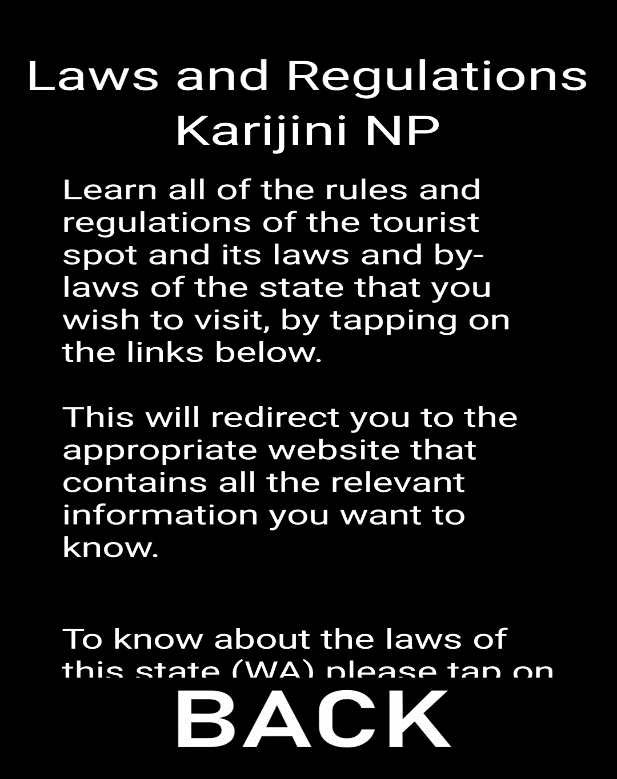 Laws and Regulations
Karijini NP
Learn all of the rules and
regulations of the tourist
spot and its laws and by-
laws of the state that you
wish to visit, by tapping on
the links below.
This will redirect you to the
appropriate website that
contains all the relevant
information you want to
know.
To know about the laws of
this state (WA) please tap on
BACK